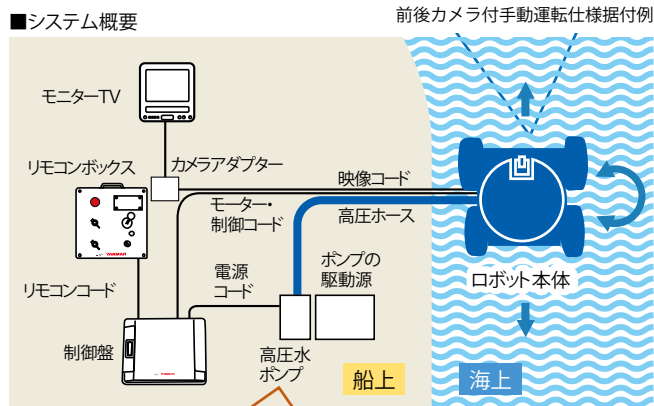 ■システム概要
前後カメラ付手動運転仕様据付例
モニターTV
リモコンボックス
カメラアダプター
映像コード
モーター・
制御コード
高圧ホース
YANMAR
電源
コード
ポンプの
駆動源
ロボット本体
リモコンコード
制御盤
高圧水
ポンプ
船上
海上